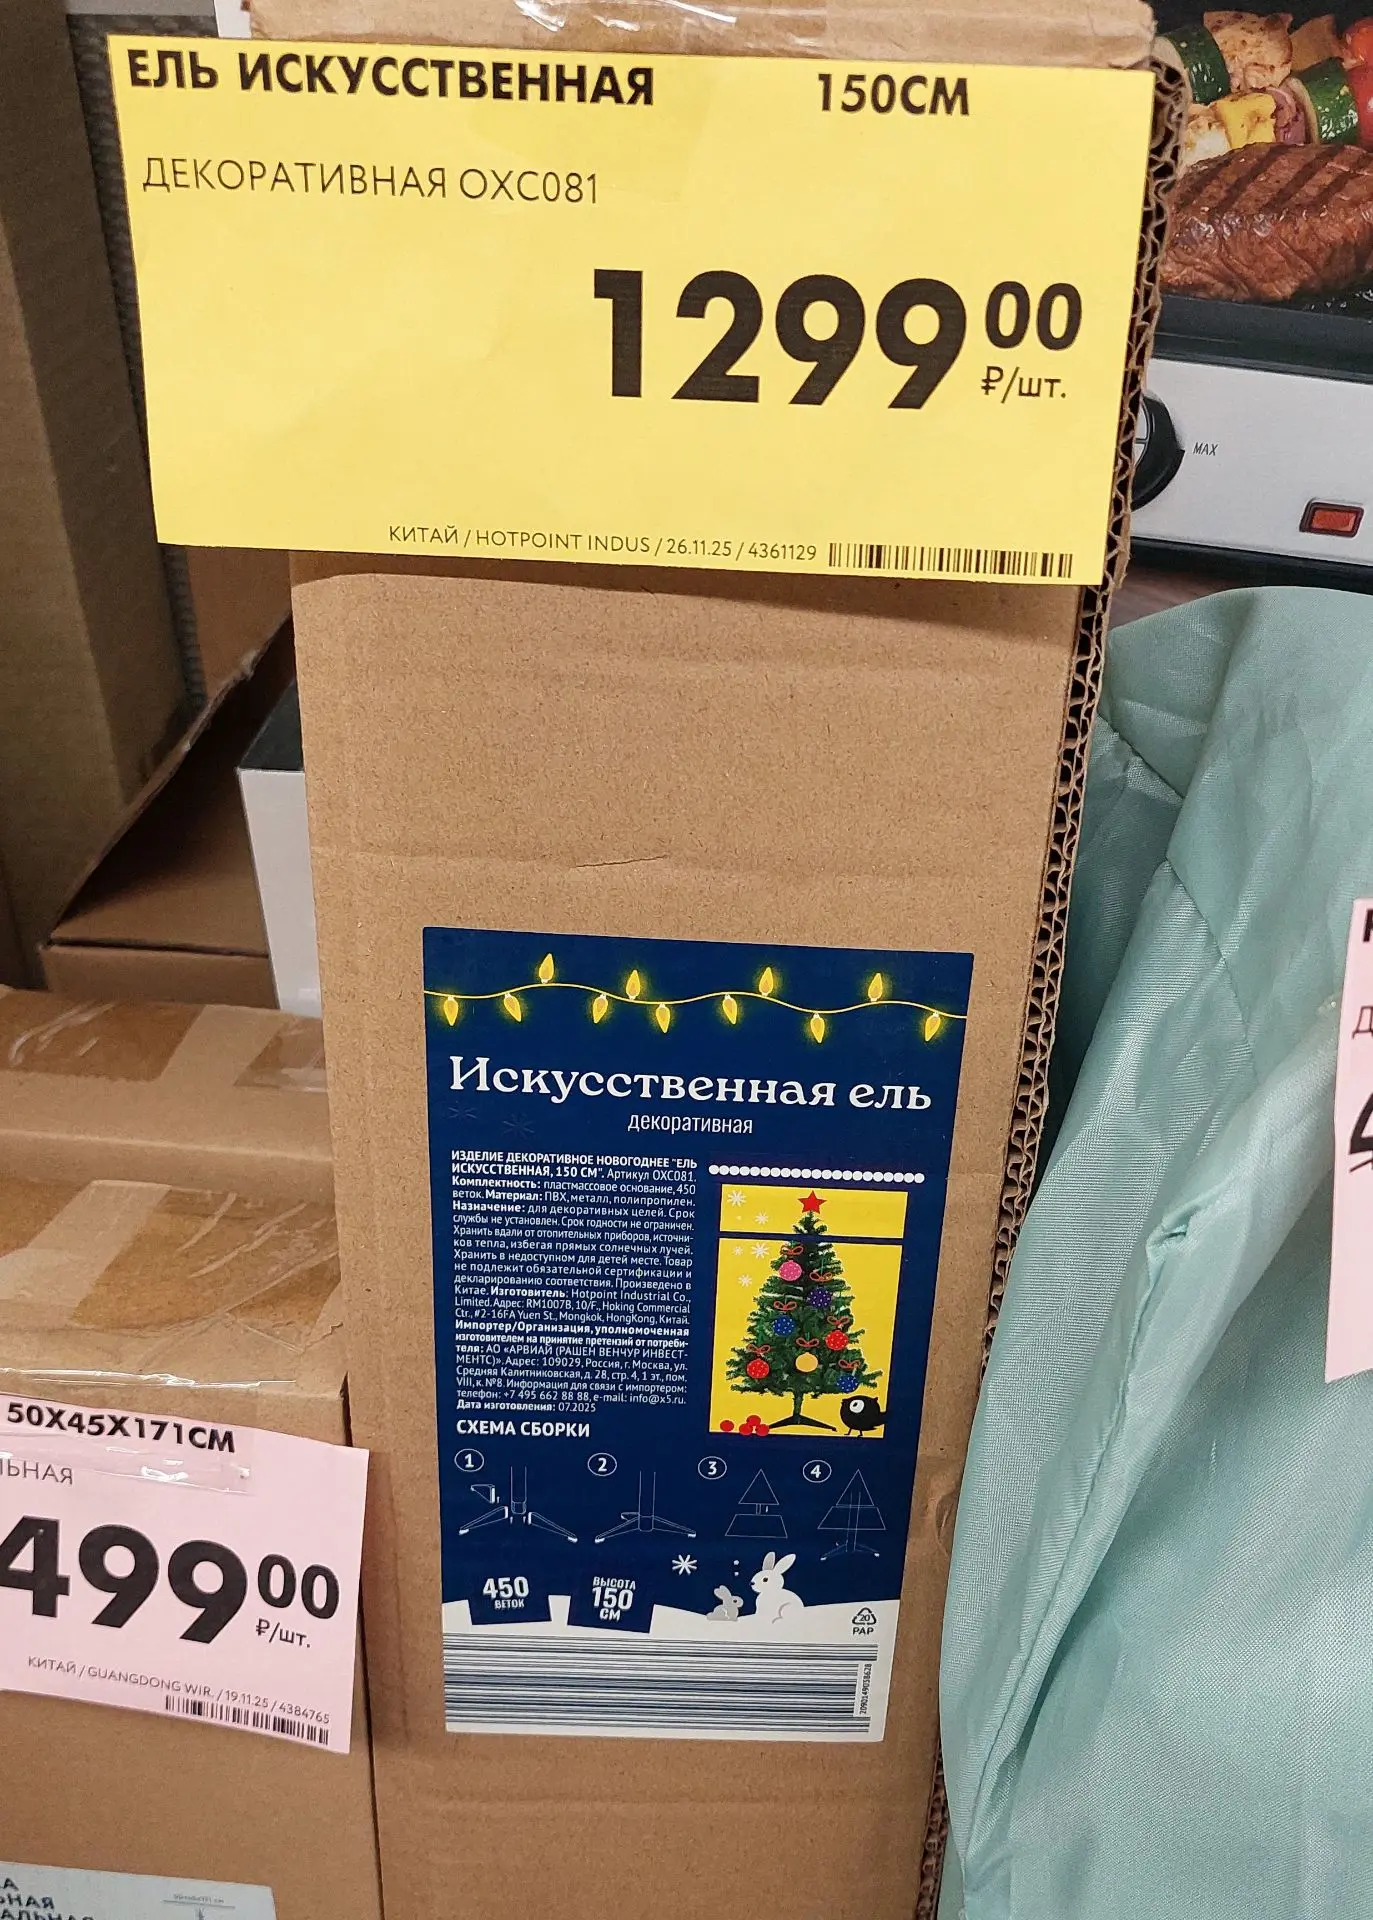 ЕЛЬ ИСКУССТВЕННАЯ 150СМ
ДЕКОРАТИВНАЯ OXC081
1299 00
₽/шт.
КИТАЙ / HOTPOINT INDUS / 26.11.25 / 4361129
MAX
Искусственная ель
декоративная
ИЗДЕЛИЕ ДЕКОРАТИВНОЕ НОВОГОДНЕЕ "ЕЛЬ
ИСКУССТВЕННАЯ, 150 СМ". Артикул OXC081.
Комплектность: пластмассовое основание, 450
веток. Материал: ПВХ, металл, полипропилен.
Назначение: для декоративных целей. Срок
службы не установлен. Срок годности не ограничен.
Хранить вдали от отопительных приборов, источни-
ков тепла, избегая прямых солнечных лучей.
Хранить в недоступном для детей месте. Товар
не подлежит обязательной сертификации и
декларированию соответствия. Произведено в
Китае. Изготовитель: Hotpoint Industrial Co.,
Limited. Адрес: RM1007B, 10/F., Hoking Commercial
Ctr., #2-16FA Yuen St., Mongkok, HongKong, Китай.
Импортер/Организация, уполномоченная
изготовителем на принятие претензий от потреби-
теля: АО «АРВИАЙ (РАШЕН ВЕНЧУР ИНВЕСТ-
МЕНТС)». Адрес: 109029, Россия, г. Москва, ул.
Средняя Калитниковская, д. 28, стр. 4, 1 эт., пом.
VIII, к. №8. Информация для связи с импортером:
телефон: +7 495 662 88 88, e-mail: info@x5.ru.
Дата изготовления: 07.2025
СХЕМА СБОРКИ
1 2 3 4
450
ВЕТОК
ВЫСОТА
150
СМ
20
PAP
2090149058628
50Х45Х171СМ
ЬНАЯ
499 00
₽/шт.
КИТАЙ / GUANGDONG WIR. / 19.11.25 / 4384765
А
ЬНАЯ